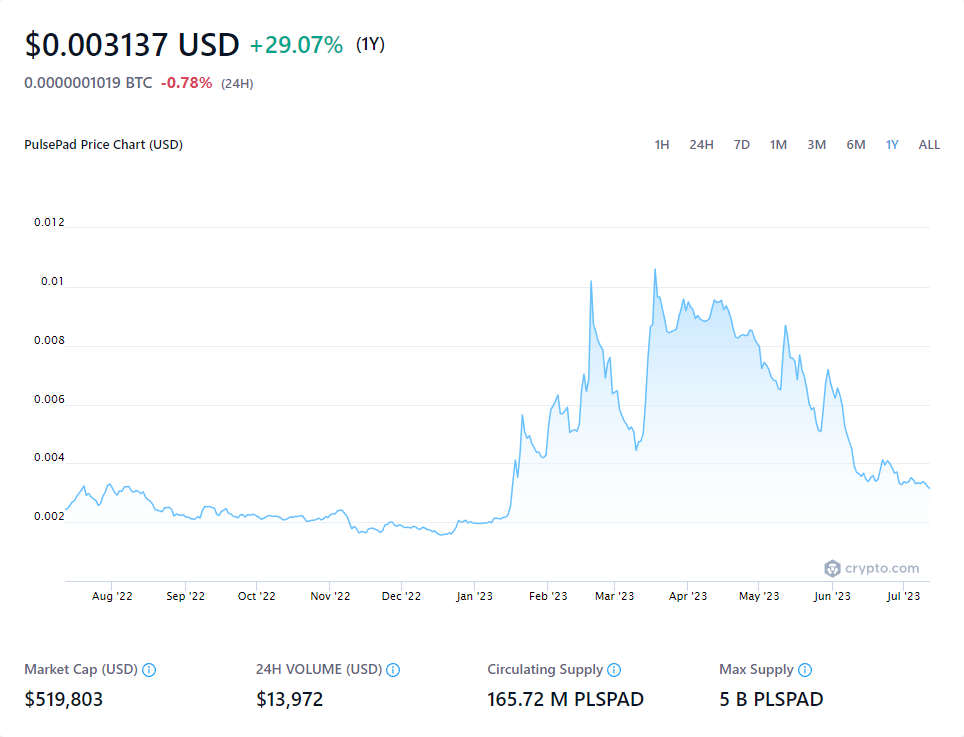 $0.003137 USD +29.07% (1Y)
0.0000001019 BTC -0.78% (24H)
PulsePad Price Chart (USD) 1H 24H 7D 1M 3M 6M 1Y ALL
0.012
0.01
0.008
0.006
0.004
0.002
crypto.com
Aug '22 Sep '22 Oct '22 Nov '22 Dec '22 Jan '23 Feb '23 Mar '23 Apr '23 May '23 Jun '23 Jul '23
Market Cap (USD) 24H VOLUME (USD) Circulating Supply Max Supply
$519,803 $13,972 165.72 M PLSPAD 5 B PLSPAD